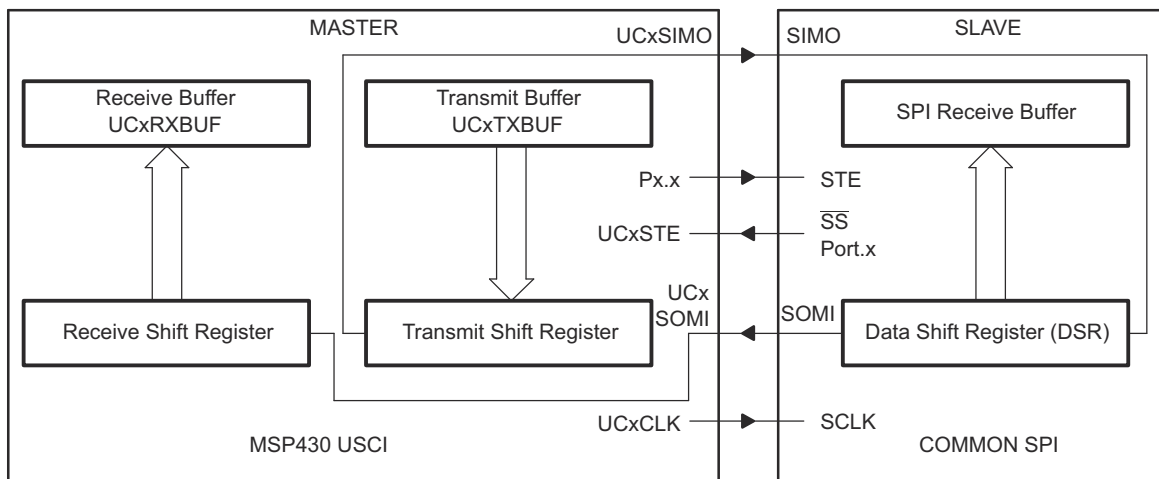 MASTER
UCxSIMO
SIMO
SLAVE
Receive Buffer
UCxRXBUF
Transmit Buffer
UCxTXBUF
SPI Receive Buffer
Px.x
STE
UCxSTE
SS
Port.x
UCx
SOMI
SOMI
Receive Shift Register
Transmit Shift Register
Data Shift Register (DSR)
UCxCLK
SCLK
MSP430 USCI
COMMON SPI